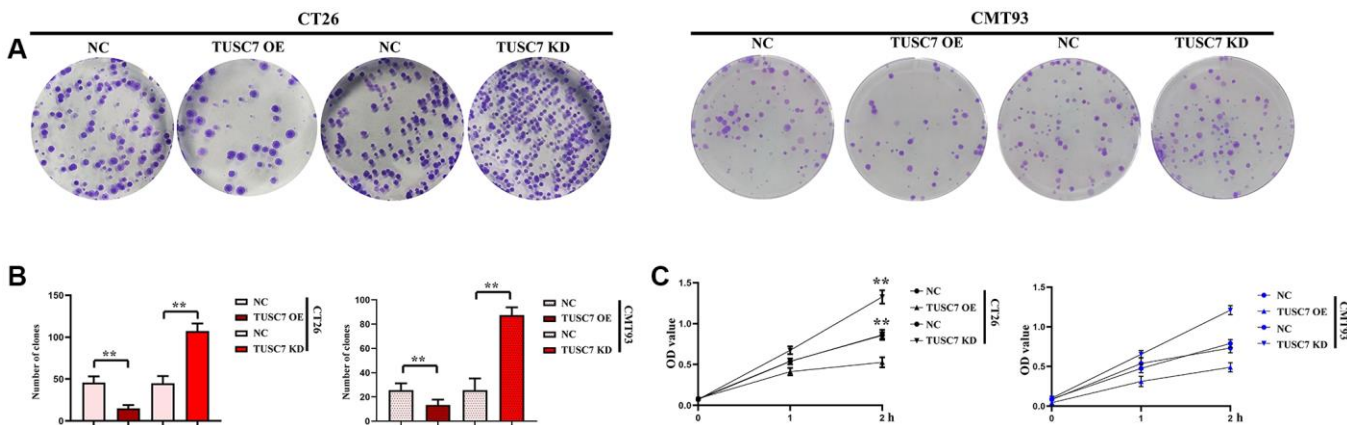 CT26
CMT93
A
NC
TUSC7 OE
NC
TUSC7 KD
NC
TUSC7 OE
NC
TUSC7 KD
B
Number of clones
150
100
50
0
**
**
NC
TUSC7 OE
NC
TUSC7 KD
CT26
Number of clones
100
80
60
40
20
0
**
**
NC
TUSC7 OE
NC
TUSC7 KD
CMT93
C
OD value
1.5
1.0
0.5
0.0
0
1
2 h
**
**
NC
TUSC7 OE
NC
TUSC7 KD
CT26
OD value
1.5
1.0
0.5
0.0
0
1
2 h
NC
TUSC7 OE
NC
TUSC7 KD
CMT93